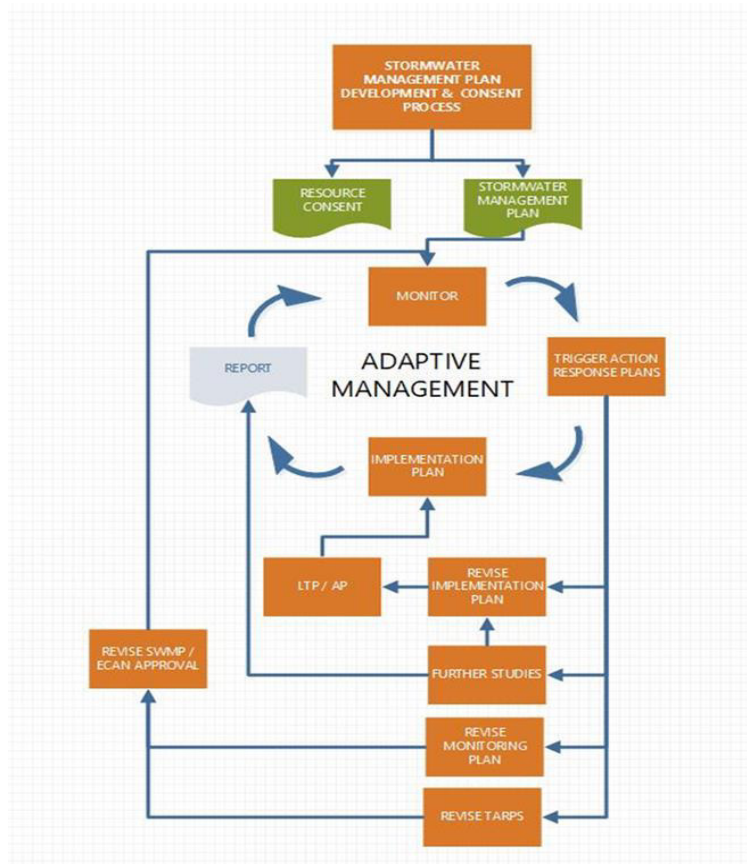 STORMWATER
MANAGEMENT PLAN
DEVELOPMENT & CONSENT
PROCESS
RESOURCE
CONSENT
STORMWATER
MANAGEMENT
PLAN
MONITOR
REPORT
ADAPTIVE
MANAGEMENT
TRIGGER ACTION
RESPONSE PLANS
IMPLEMENTATION
PLAN
LTP / AP
REVISE
IMPLEMENTATION
PLAN
REVISE SWMP /
ECAN APPROVAL
FURTHER STUDIES
REVISE
MONITORING
PLAN
REVISE TARPS